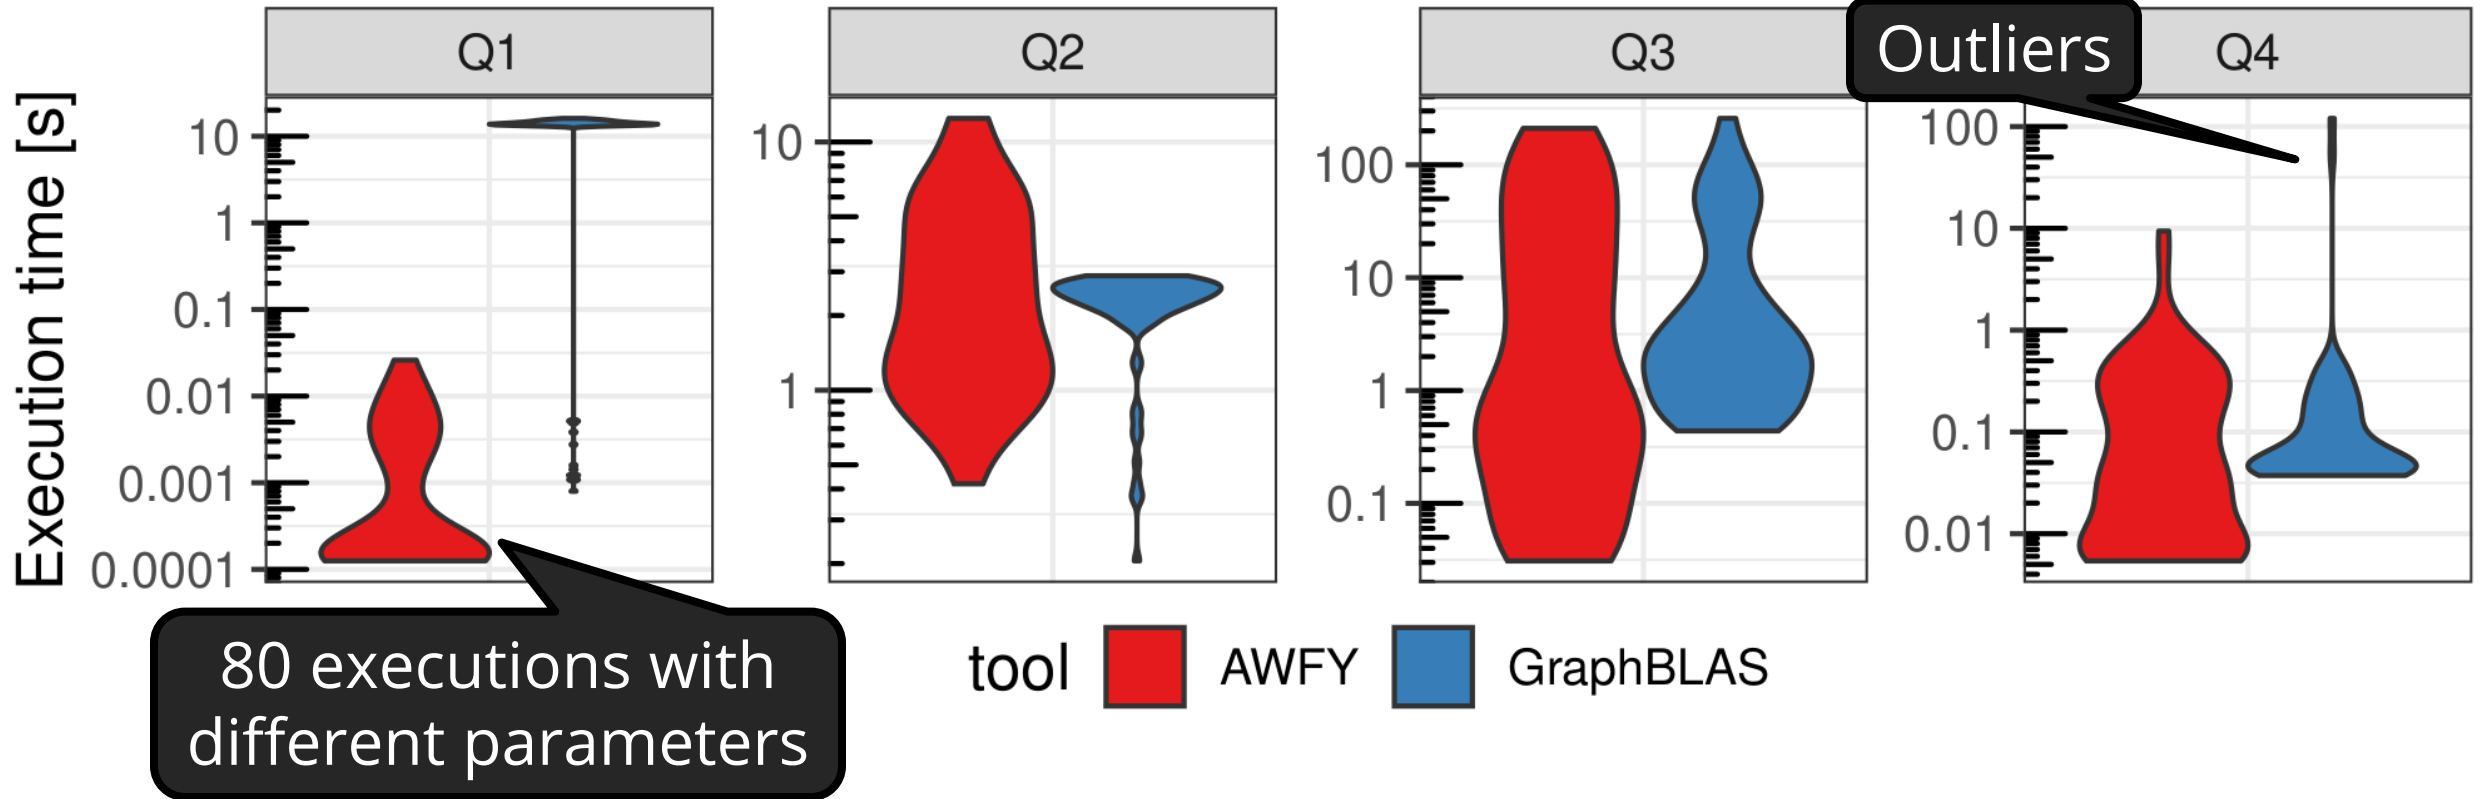 Q1
Q2
Q3
Q4
Outliers
Execution time [s]
10
1
0.1
0.01
0.001
0.0001
10
1
100
10
1
0.1
100
10
1
0.1
0.01
80 executions with
different parameters
tool AWFY GraphBLAS